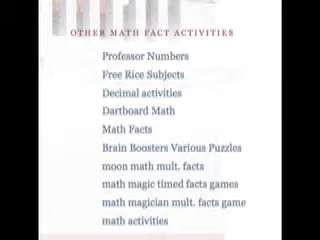 OTHER MATH FACT ACTIVITIES
Professor Numbers
Free Rice Subjects
Decimal activities
Dartboard Math
Math Facts
Brain Boosters Various Puzzles
moon math mult. facts
math magic timed facts games
math magician mult. facts game
math activities